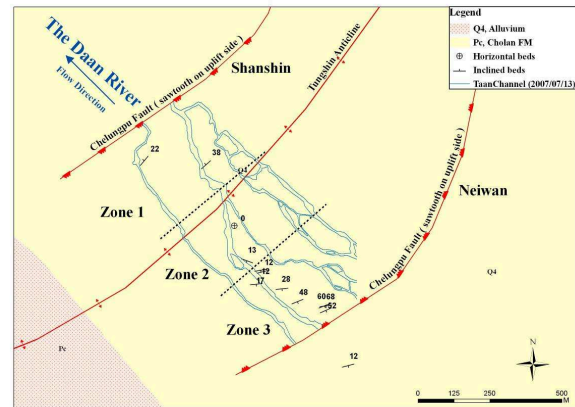 Legend
Q4, Alluvium
Pc, Cholan FM
Horizontal beds
Inclined beds
TaanChannel (2007/07/13)
The Daan River
Flow Direction
Shanshin
Chelungpu Fault ( sawtooth on uplift side )
Tungshin Anticline
22
38
Q4
Neiwan
Zone 1
0
Chelungpu Fault ( sawtooth on uplift side )
13
12
12
17
Zone 2
28
48
6068
52
Q4
Zone 3
Pc
12
N
0
125
250
500
M